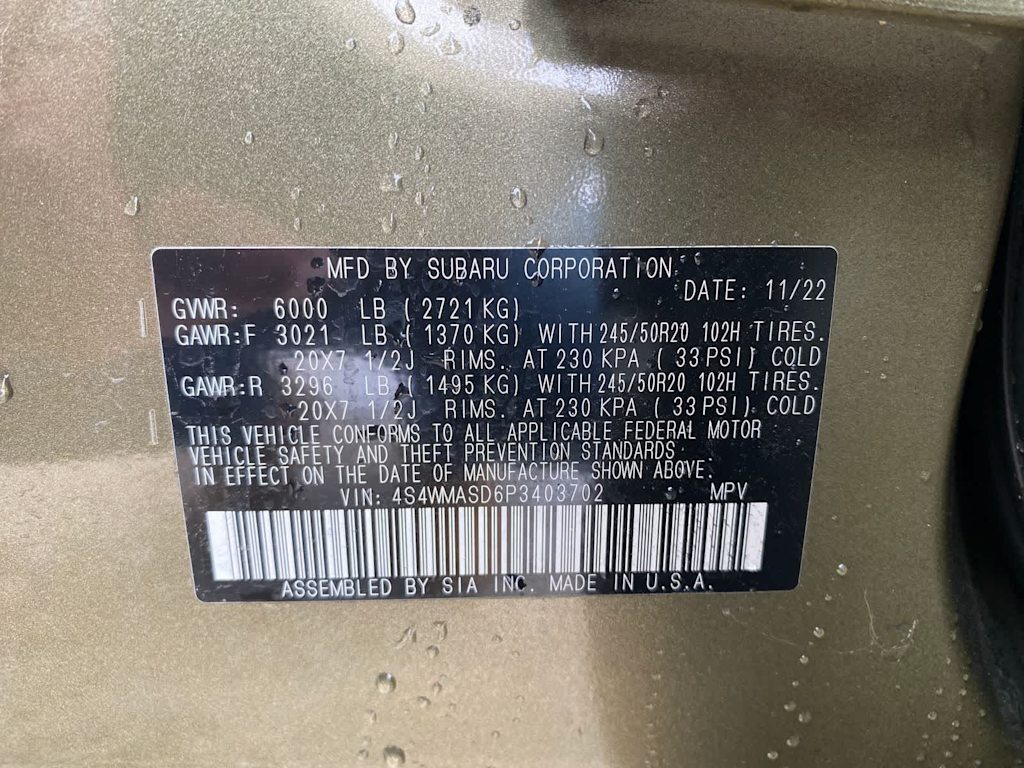 MFD BY SUBARU CORPORATION
DATE: 11/22
GVWR: 6000 LB ( 2721 KG)
GAWR:F 3021 LB ( 1370 KG) WITH 245/50R20 102H TIRES.
20X7 1/2J RIMS. AT 230 KPA ( 33 PSI) COLD
GAWR:R 3296 LB ( 1495 KG) WITH 245/50R20 102H TIRES.
20X7 1/2J RIMS. AT 230 KPA ( 33 PSI) COLD
THIS VEHICLE CONFORMS TO ALL APPLICABLE FEDERAL MOTOR
VEHICLE SAFETY AND THEFT PREVENTION STANDARDS
IN EFFECT ON THE DATE OF MANUFACTURE SHOWN ABOVE.
VIN: 4S4WMASD6P3403702 MPV
ASSEMBLED BY SIA INC. MADE IN U.S.A.